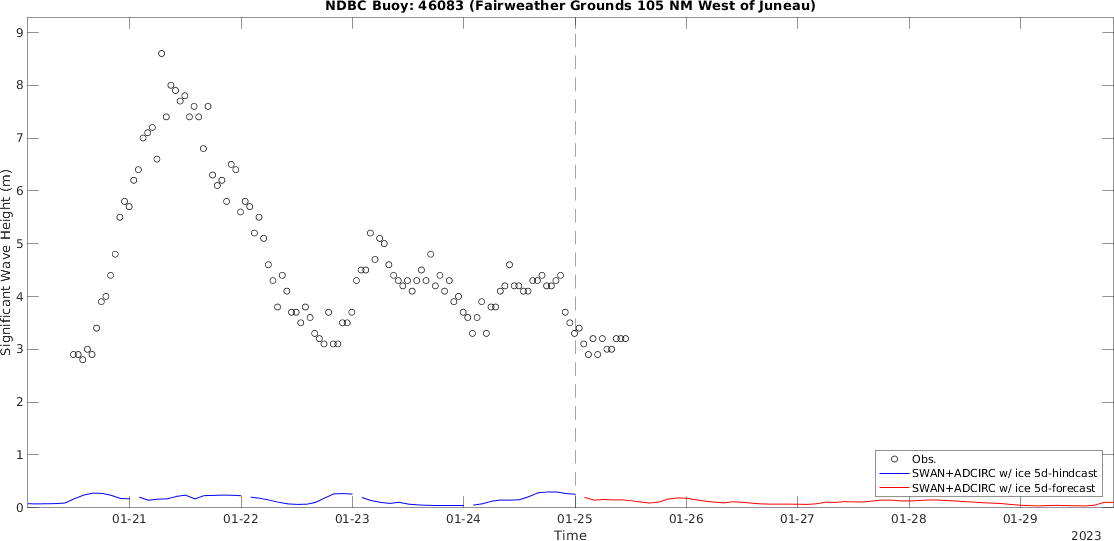 NDBC Buoy: 46083 (Fairweather Grounds 105 NM West of Juneau)
9
8
7
6
5
4
3
2
1
0
Significant Wave Height (m)
Obs.
SWAN+ADCIRC w/ ice 5d-hindcast
SWAN+ADCIRC w/ ice 5d-forecast
01-21 01-22 01-23 01-24 01-25 01-26 01-27 01-28 01-29
Time
2023